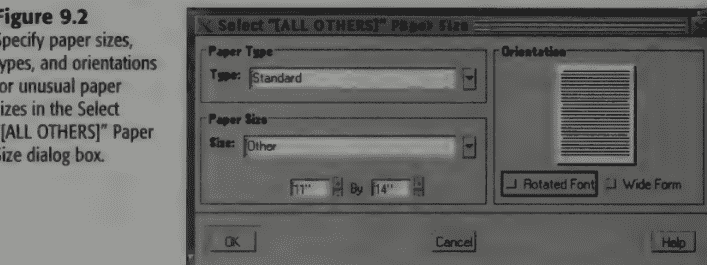 Figure 9.2
Specify paper sizes,
types, and orientations
for unusual paper
sizes in the Select
"[ALL OTHERS]" Paper
Size dialog box.
Select "[ALL OTHERS]" Paper Size
Paper Type
Type: Standard
Paper Size
Size: Other
11" By 14"
Orientation
Rotated Font Wide Form
OK Cancel Help